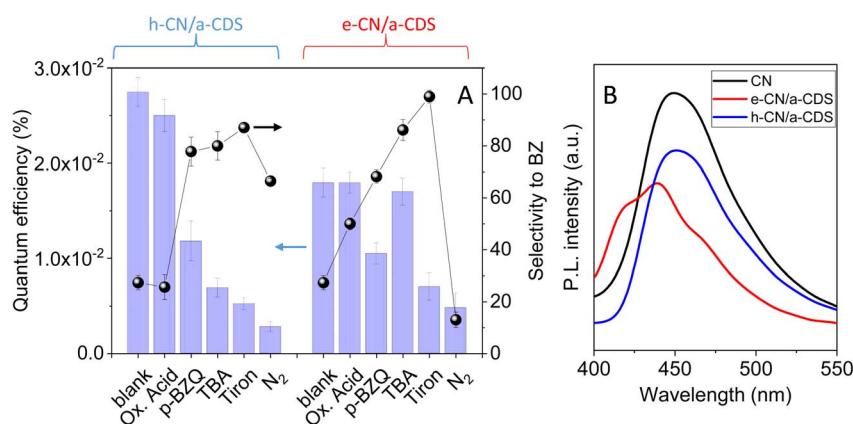 h-CN/a-CDS
e-CN/a-CDS
A
Quantum efficiency (%)
3.0x10⁻²
2.0x10⁻²
1.0x10⁻²
0.0
100
80
60
40
20
0
Selectivity to BZ
blank
Ox. Acid
p-BZQ
TBA
Tiron
N₂
blank
Ox. Acid
p-BZQ
TBA
Tiron
N₂
B
CN
e-CN/a-CDS
h-CN/a-CDS
P.L. intensity (a.u.)
400
450
500
550
Wavelength (nm)